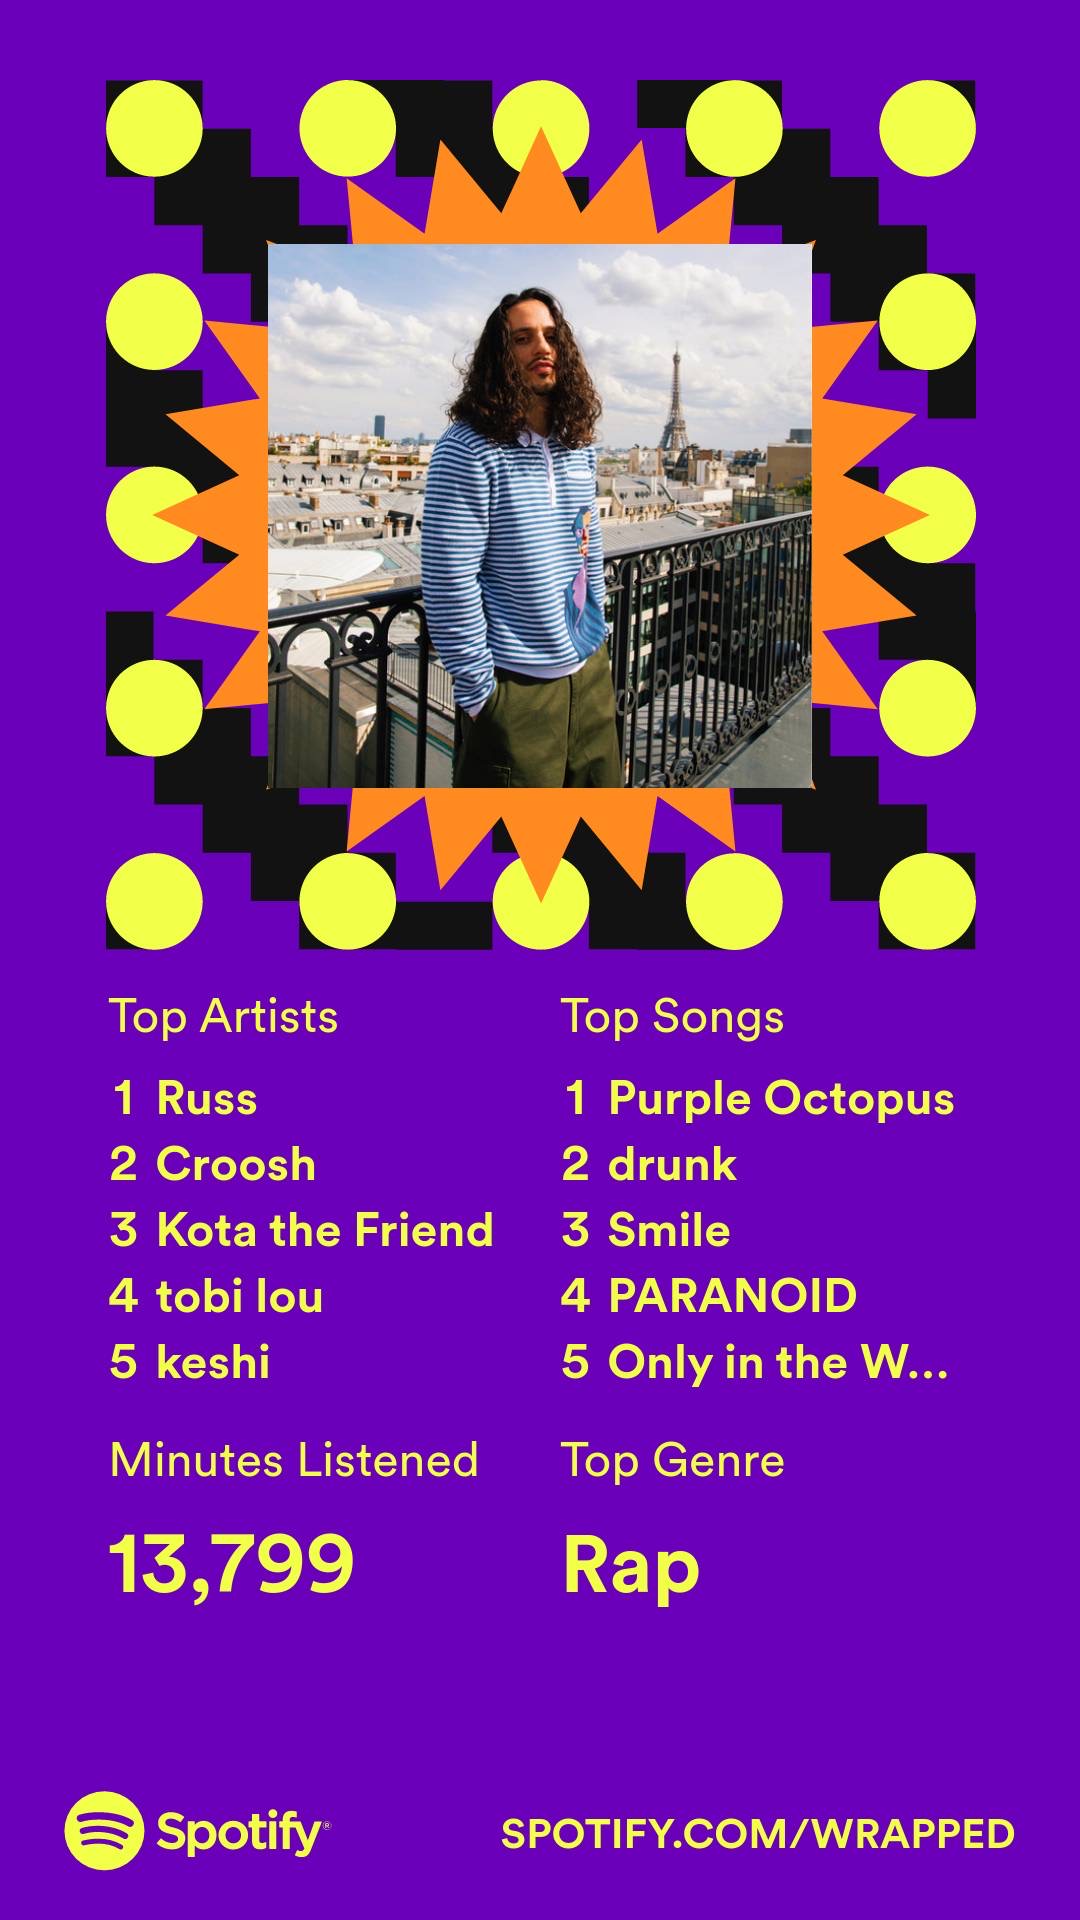 Top Artists
1 Russ
2 Croosh
3 Kota the Friend
4 tobi lou
5 keshi
Top Songs
1 Purple Octopus
2 drunk
3 Smile
4 PARANOID
5 Only in the W...
Minutes Listened
13,799
Top Genre
Rap
Spotify®
SPOTIFY.COM/WRAPPED